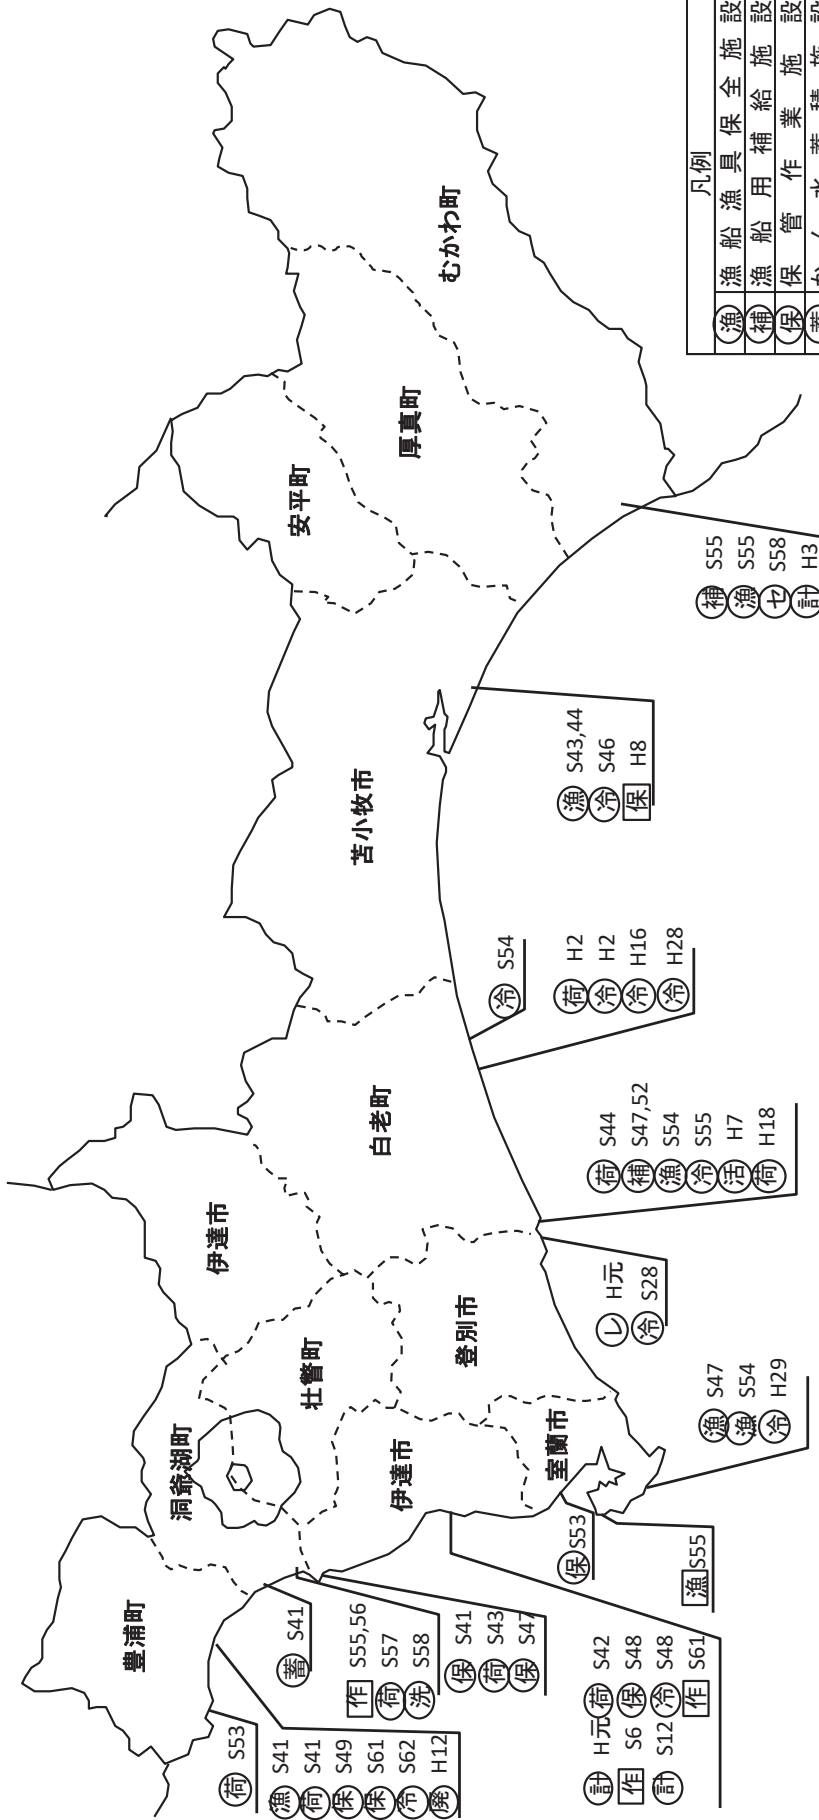 豊浦町
洞爺湖町
伊達市
壮瞥町
伊達市
室蘭市
登別市
白老町
苫小牧市
安平町
厚真町
むかわ町
荷 S53
漁 S41
荷 S41
保 S49
保 S61
冷 S62
廃 H12
蓄 S41
作 S55,56
荷 S57
洗 S58
保 S41
荷 S43
保 S47
計 H元
作 S6
計 S12
荷 S42
保 S48
冷 S48
作 S61
保 S53
漁 S55
漁 S47
漁 S54
冷 H29
レ H元
冷 S28
荷 S44
補 S47,52
漁 S54
冷 S55
活 H7
荷 H18
冷 S54
荷 H2
冷 H2
冷 H16
冷 H28
漁 S43,44
冷 S46
保 H8
補 S55
漁 S55
セ S58
計 H3
凡例
漁 漁船漁具保全施設
補 漁船用補給施設
保 保管作業施設